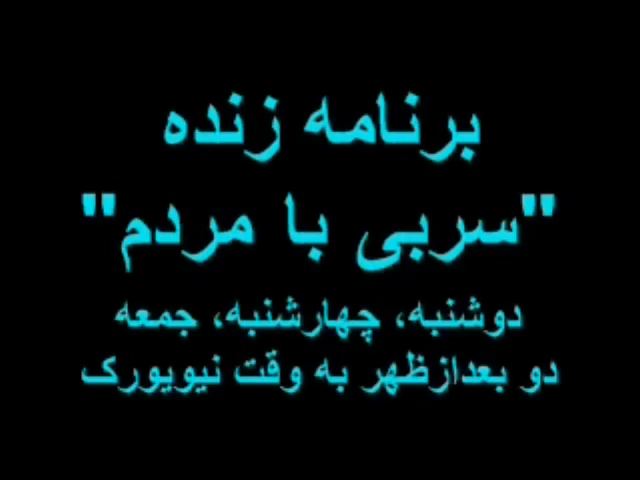 برنامه زنده
"سربی با مردم"
دوشنبه، چهارشنبه، جمعه
دو بعدازظهر به وقت نیویورک